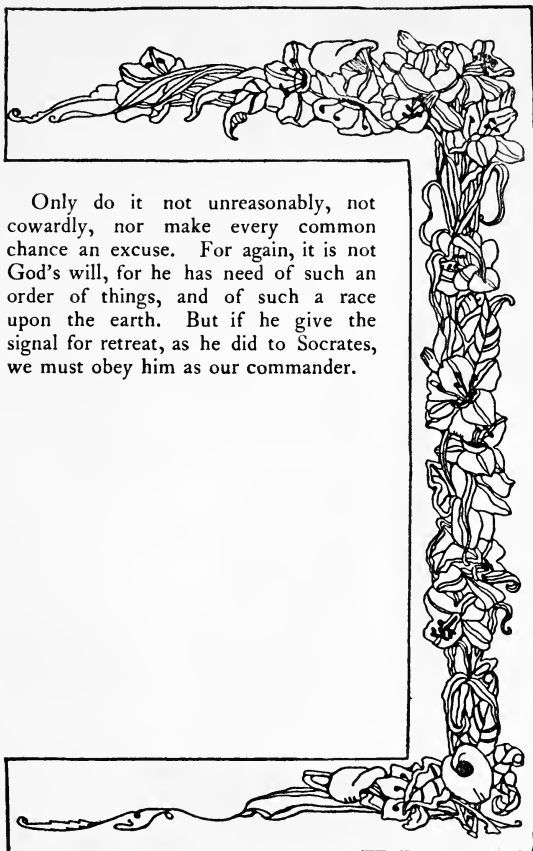 Only do it not unreasonably, not
cowardly, nor make every common
chance an excuse. For again, it is not
God's will, for he has need of such an
order of things, and of such a race
upon the earth. But if he give the
signal for retreat, as he did to Socrates,
we must obey him as our commander.